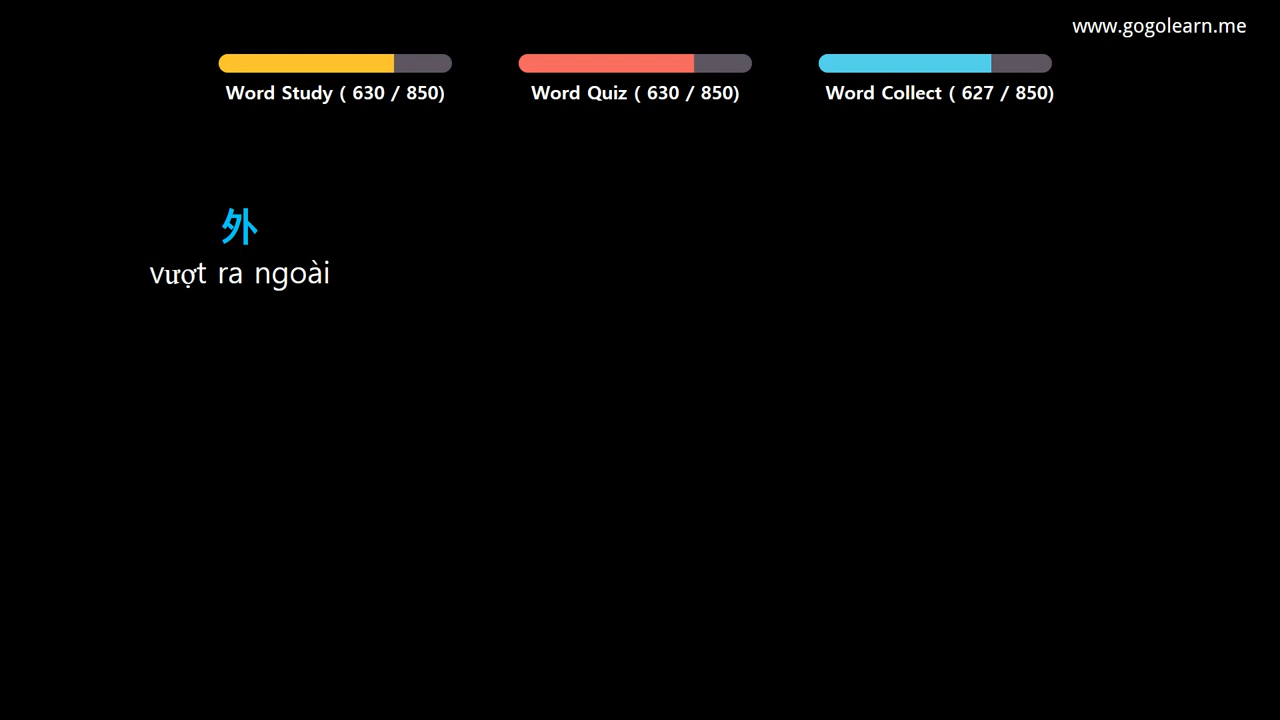 www.gogolearn.me
Word Study ( 630 / 850)
Word Quiz ( 630 / 850)
Word Collect ( 627 / 850)
外
vượt ra ngoài